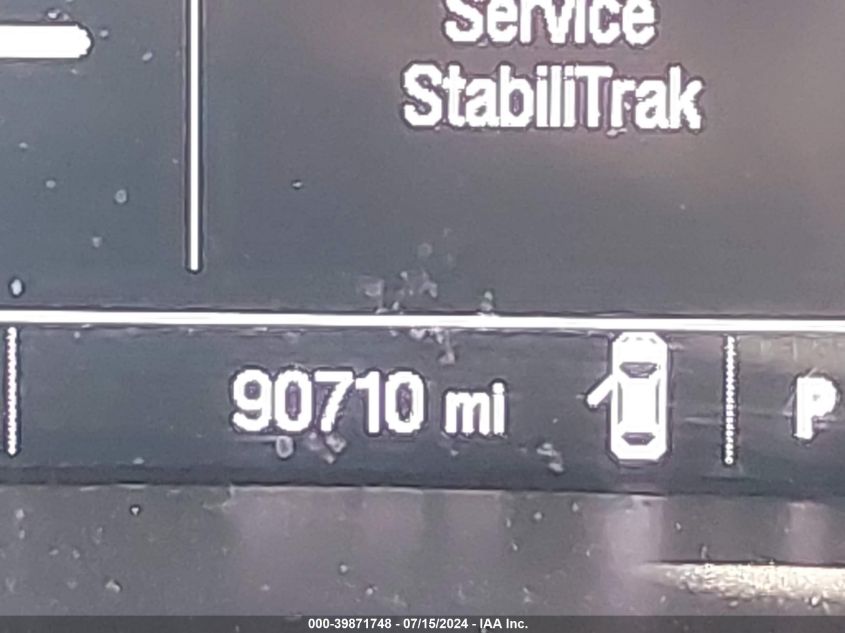 Service
StabiliTrak
90710 mi
P
000-39871748 - 07/15/2024 - IAA Inc.